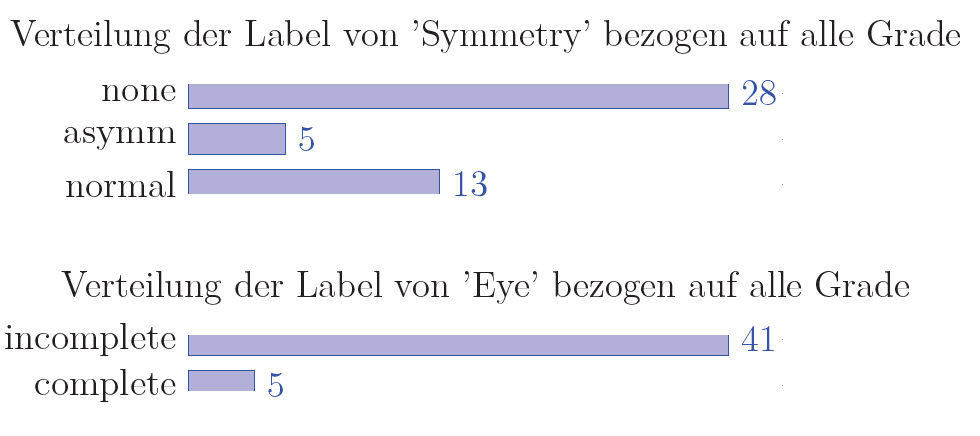 Verteilung der Label von 'Symmetry' bezogen auf alle Grade
none 28
asymm 5
normal 13
Verteilung der Label von 'Eye' bezogen auf alle Grade
incomplete 41
complete 5